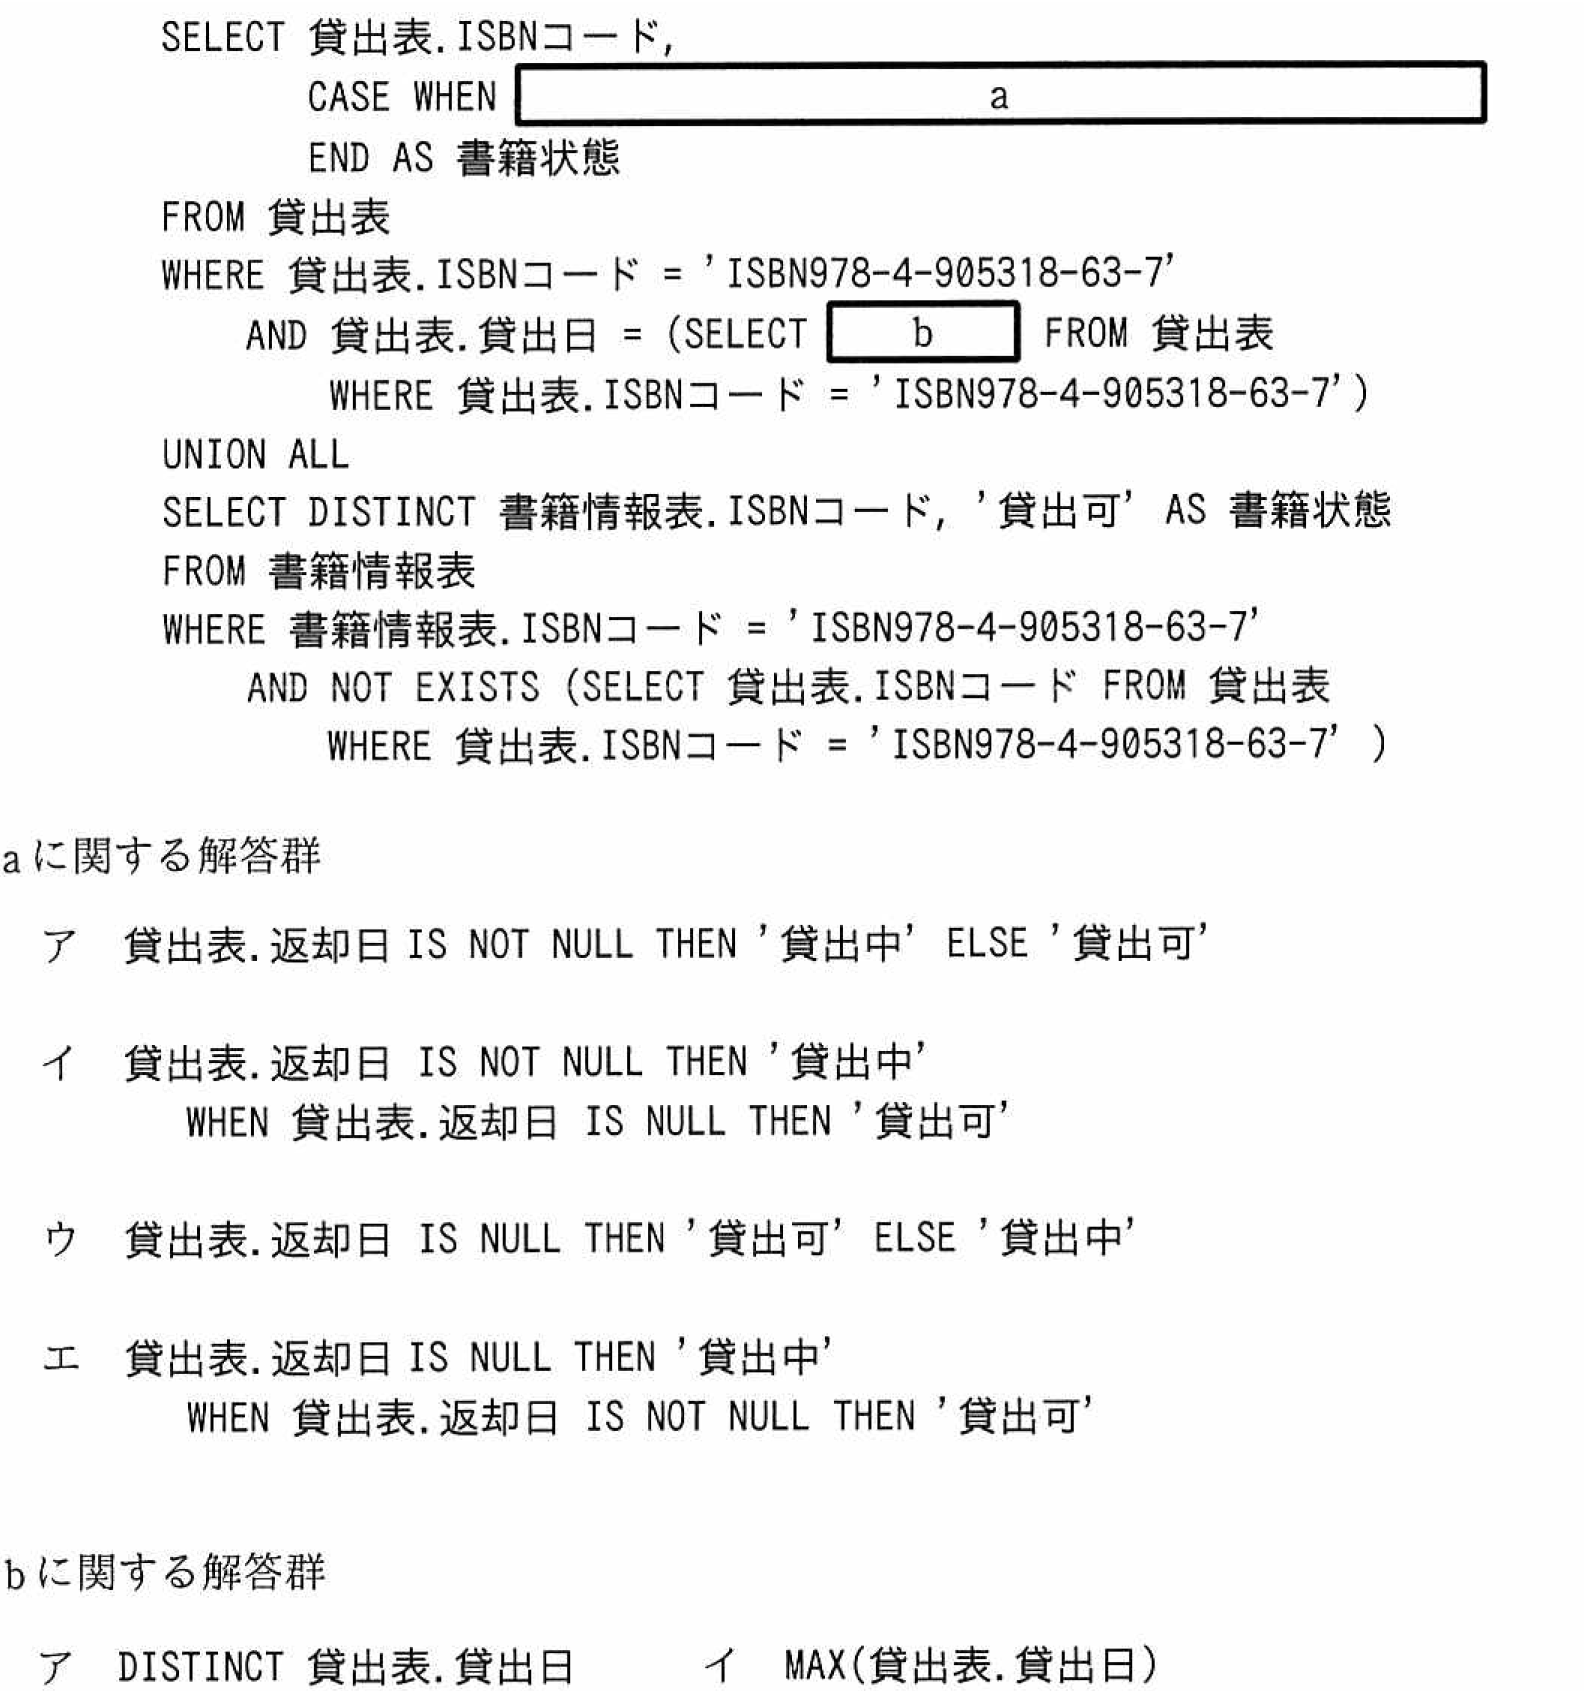 SELECT 貸出表.ISBNコード,
CASE WHEN a
END AS 書籍状態
FROM 貸出表
WHERE 貸出表.ISBNコード = 'ISBN978-4-905318-63-7'
AND 貸出表.貸出日 = (SELECT b FROM 貸出表
WHERE 貸出表.ISBNコード = 'ISBN978-4-905318-63-7')
UNION ALL
SELECT DISTINCT 書籍情報表.ISBNコード, '貸出可' AS 書籍状態
FROM 書籍情報表
WHERE 書籍情報表.ISBNコード = 'ISBN978-4-905318-63-7'
AND NOT EXISTS (SELECT 貸出表.ISBNコード FROM 貸出表
WHERE 貸出表.ISBNコード = 'ISBN978-4-905318-63-7' )
aに関する解答群
ア 貸出表.返却日 IS NOT NULL THEN '貸出中' ELSE '貸出可'
イ 貸出表.返却日 IS NOT NULL THEN '貸出中'
WHEN 貸出表.返却日 IS NULL THEN '貸出可'
ウ 貸出表.返却日 IS NULL THEN '貸出可' ELSE '貸出中'
エ 貸出表.返却日 IS NULL THEN '貸出中'
WHEN 貸出表.返却日 IS NOT NULL THEN '貸出可'
bに関する解答群
ア DISTINCT 貸出表.貸出日 イ MAX(貸出表.貸出日)